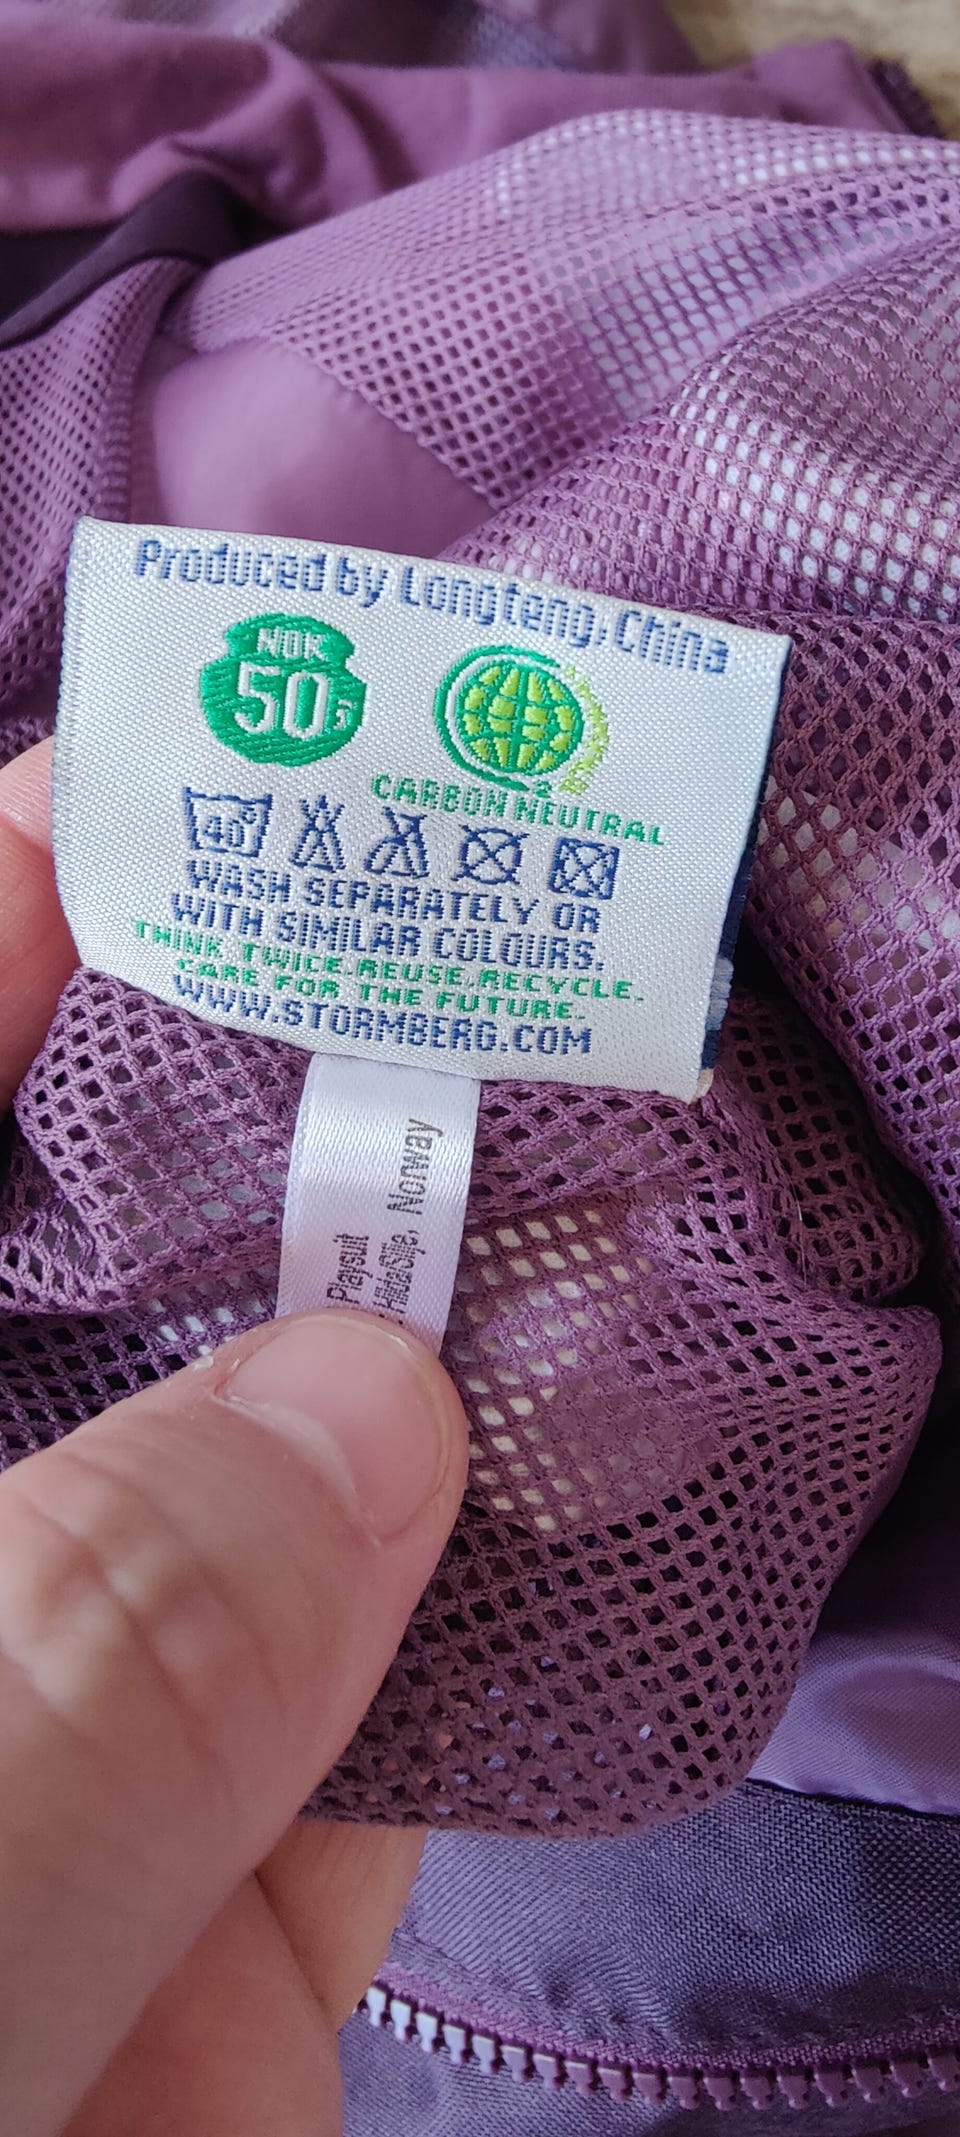 Produced by Longteng, China
NOK
50,-
CARBON NEUTRAL
40°
WASH SEPARATELY OR
WITH SIMILAR COLOURS.
THINK TWICE.REUSE.RECYCLE.
CARE FOR THE FUTURE.
WWW.STORMBERG.COM
Playsuit
Norway